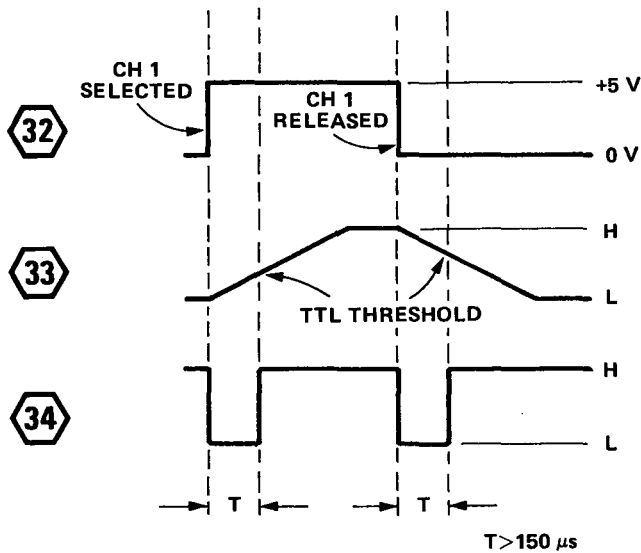 CH 1
SELECTED
CH 1
RELEASED
+5 V
32
0 V
H
33
TTL THRESHOLD
L
H
34
L
T
T
T>150 μs